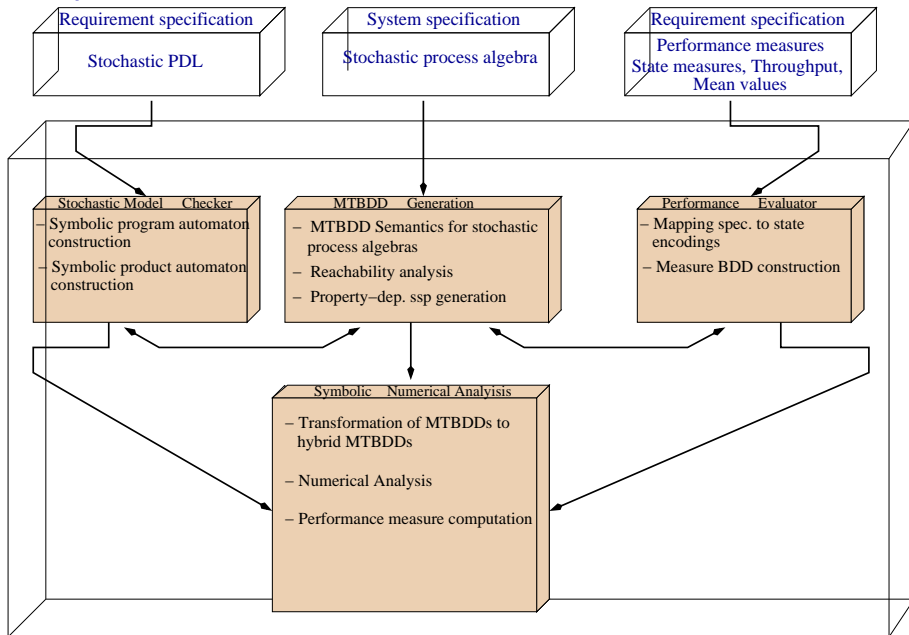 Requirement specification
Stochastic PDL
System specification
Stochastic process algebra
Requirement specification
Performance measures
State measures, Throughput,
Mean values
Stochastic Model Checker
– Symbolic program automaton
construction
– Symbolic product automaton
construction
MTBDD Generation
– MTBDD Semantics for stochastic
process algebras
– Reachability analysis
– Property–dep. ssp generation
Performance Evaluator
– Mapping spec. to state
encodings
– Measure BDD construction
Symbolic Numerical Analyisis
– Transformation of MTBDDs to
hybrid MTBDDs
– Numerical Analysis
– Performance measure computation